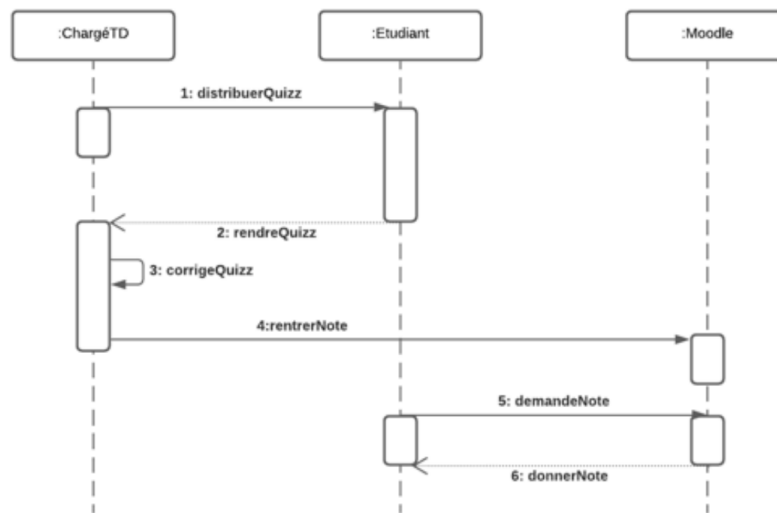 :ChargéTD
:Etudiant
:Moodle
1: distribuerQuizz
2: rendreQuizz
3: corrigeQuizz
4:rentrerNote
5: demandeNote
6: donnerNote